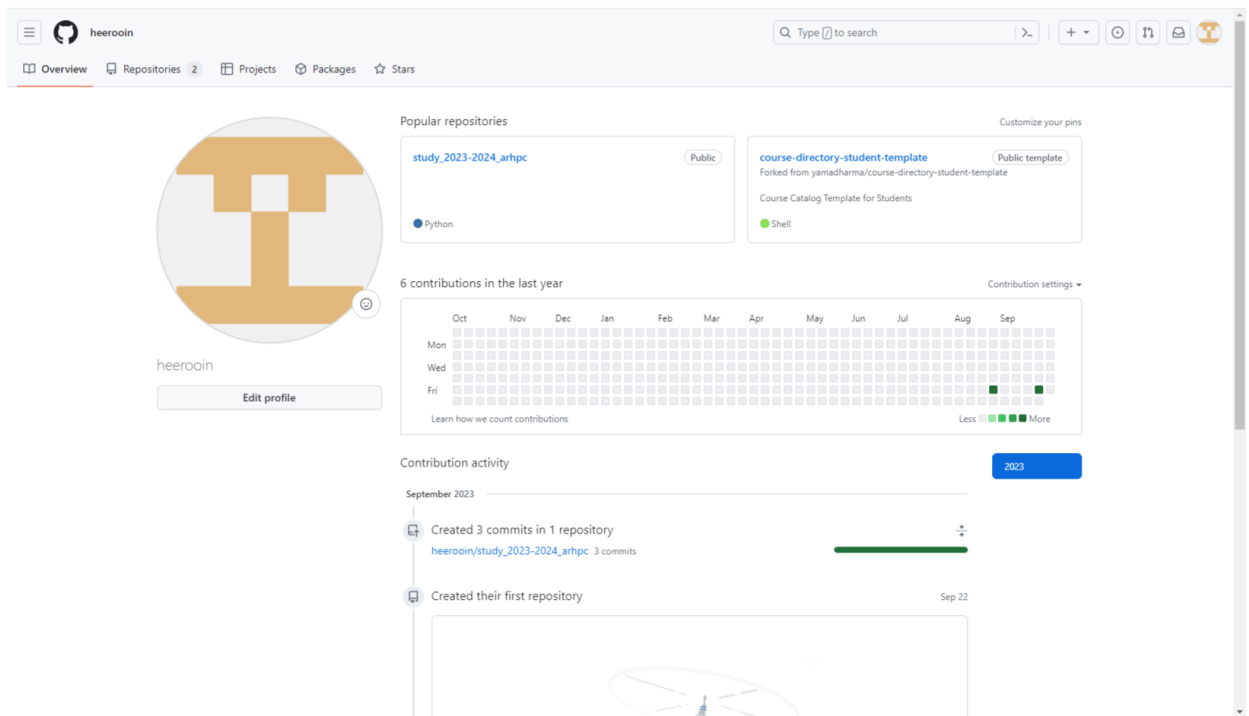 heerooin
Type / to search
Overview Repositories 2 Projects Packages Stars
Popular repositories
Customize your pins
study_2023-2024_arhpc Public
Python
course-directory-student-template Public template
Forked from yamadharma/course-directory-student-template
Course Catalog Template for Students
Shell
heerooin
Edit profile
6 contributions in the last year
Contribution settings
Oct Nov Dec Jan Feb Mar Apr May Jun Jul Aug Sep
Mon
Wed
Fri
Learn how we count contributions
Less More
Contribution activity
2023
September 2023
Created 3 commits in 1 repository
heerooin/study_2023-2024_arhpc 3 commits
Created their first repository
Sep 22